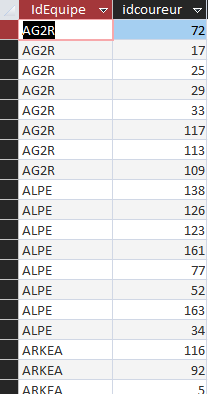 IdEquipe idcoureur
AG2R 72
AG2R 17
AG2R 25
AG2R 29
AG2R 33
AG2R 117
AG2R 113
AG2R 109
ALPE 138
ALPE 126
ALPE 123
ALPE 161
ALPE 77
ALPE 52
ALPE 163
ALPE 34
ARKEA 116
ARKEA 92
ARKEA 5